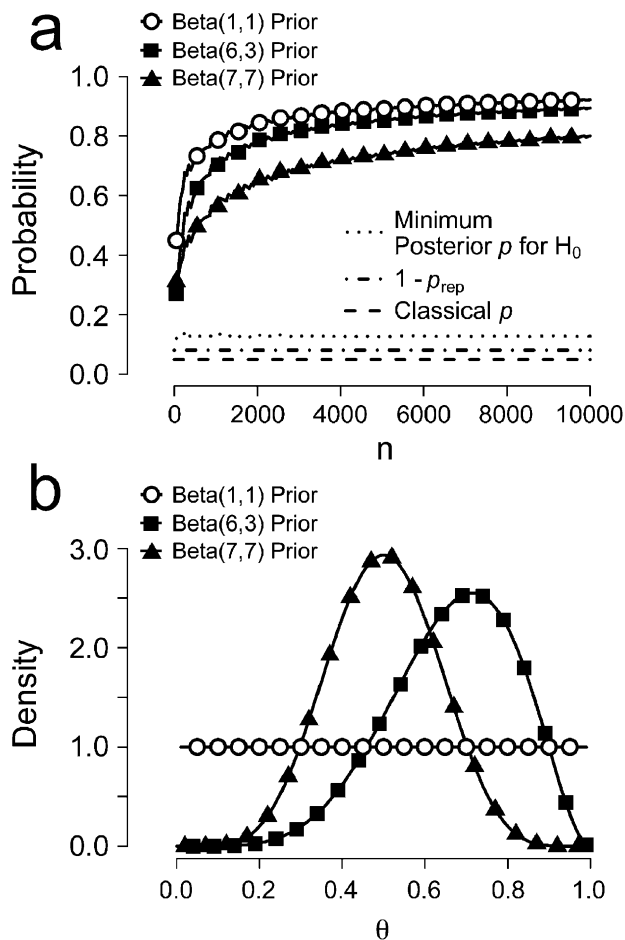 a
Beta(1,1) Prior
Beta(6,3) Prior
Beta(7,7) Prior
Probability
1.0
0.8
0.6
0.4
0.2
0.0
Minimum
Posterior p for H₀
1 - p_rep
Classical p
0 2000 4000 6000 8000 10000
n
b
Beta(1,1) Prior
Beta(6,3) Prior
Beta(7,7) Prior
Density
3.0
2.0
1.0
0.0
0.0 0.2 0.4 0.6 0.8 1.0
θ